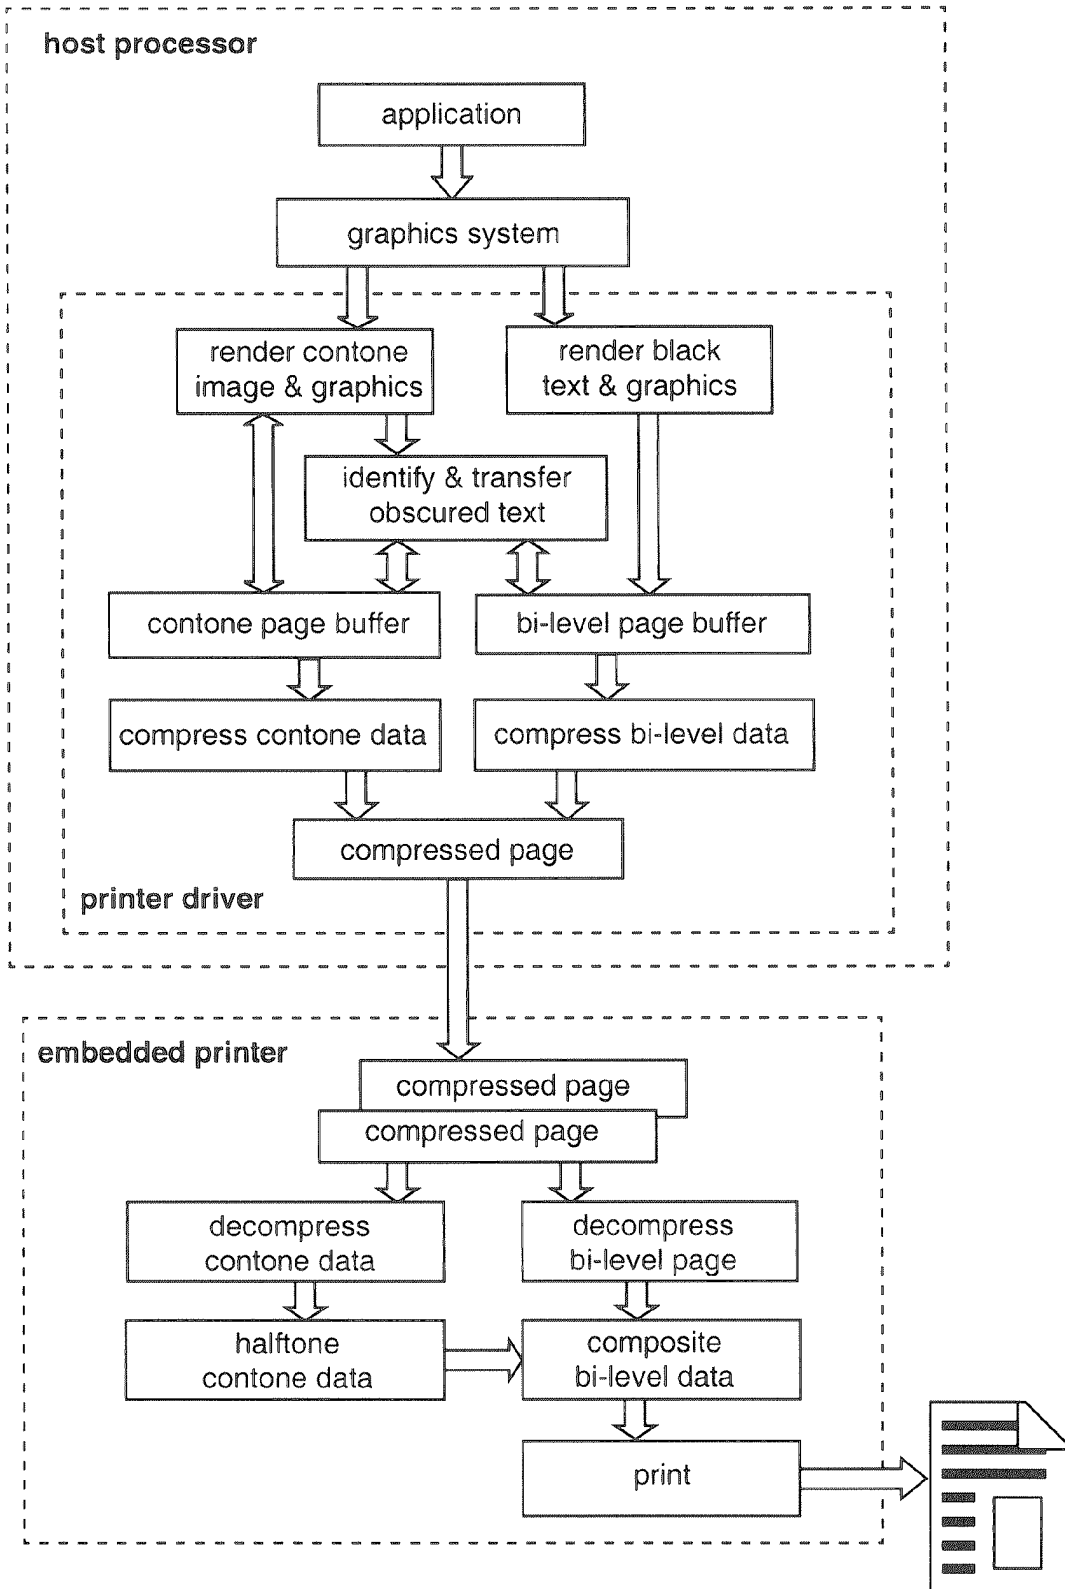 host processor
application
graphics system
render contone
image & graphics
render black
text & graphics
identify & transfer
obscured text
contone page buffer
bi-level page buffer
compress contone data
compress bi-level data
compressed page
printer driver
embedded printer
compressed page
compressed page
decompress
contone data
decompress
bi-level page
halftone
contone data
composite
bi-level data
print